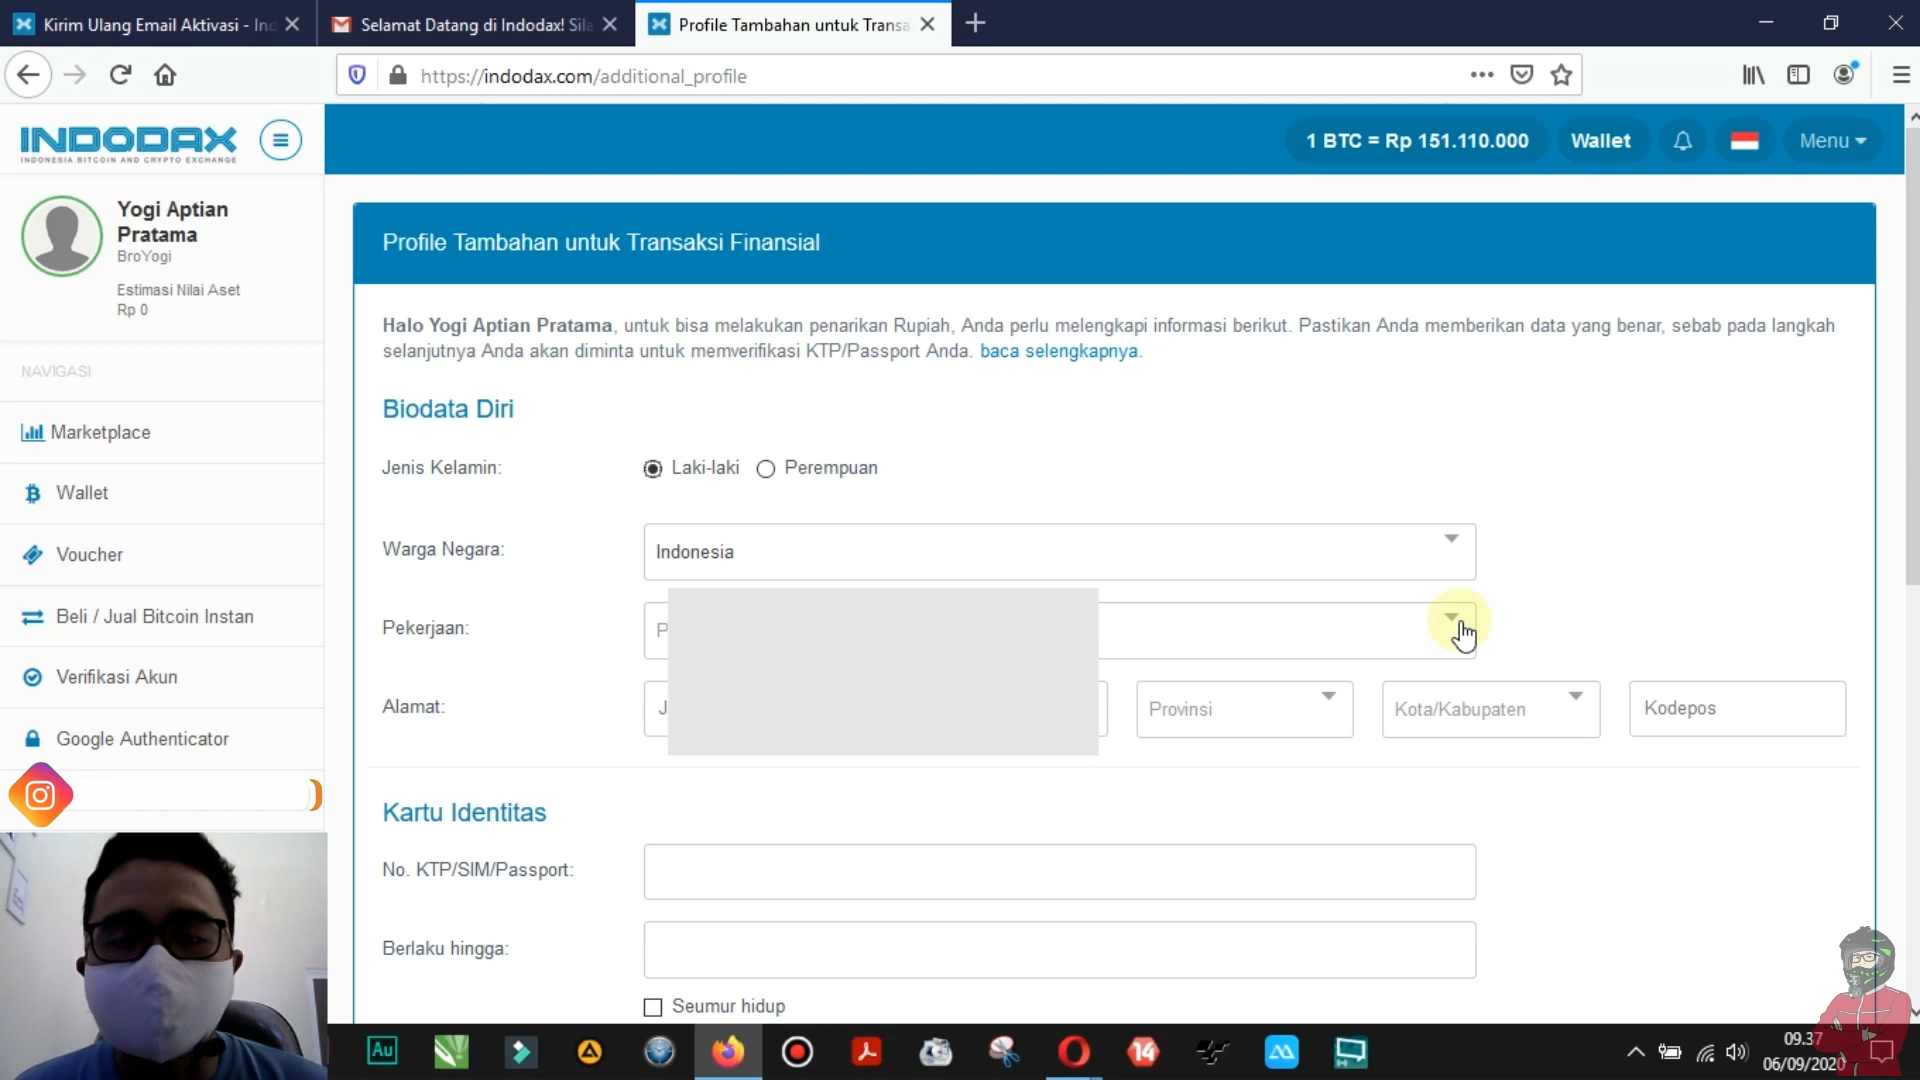 Kirim Ulang Email Aktivasi - Ind
Selamat Datang di Indodax! Sila
Profile Tambahan untuk Transa
https://indodax.com/additional_profile
INDODAX
INDONESIA BITCOIN AND CRYPTO EXCHANGE
1 BTC = Rp 151.110.000
Wallet
Menu
Yogi Aptian
Pratama
BroYogi
Estimasi Nilai Aset
Rp 0
NAVIGASI
Marketplace
Wallet
Voucher
Beli / Jual Bitcoin Instan
Verifikasi Akun
Google Authenticator
Profile Tambahan untuk Transaksi Finansial
Halo Yogi Aptian Pratama, untuk bisa melakukan penarikan Rupiah, Anda perlu melengkapi informasi berikut. Pastikan Anda memberikan data yang benar, sebab pada langkah
selanjutnya Anda akan diminta untuk memverifikasi KTP/Passport Anda. baca selengkapnya.
Biodata Diri
Jenis Kelamin: Laki-laki Perempuan
Warga Negara: Indonesia
Pekerjaan: P
Alamat: J Provinsi Kota/Kabupaten Kodepos
Kartu Identitas
No. KTP/SIM/Passport:
Berlaku hingga:
Seumur hidup
Au
14
09.37
06/09/2020